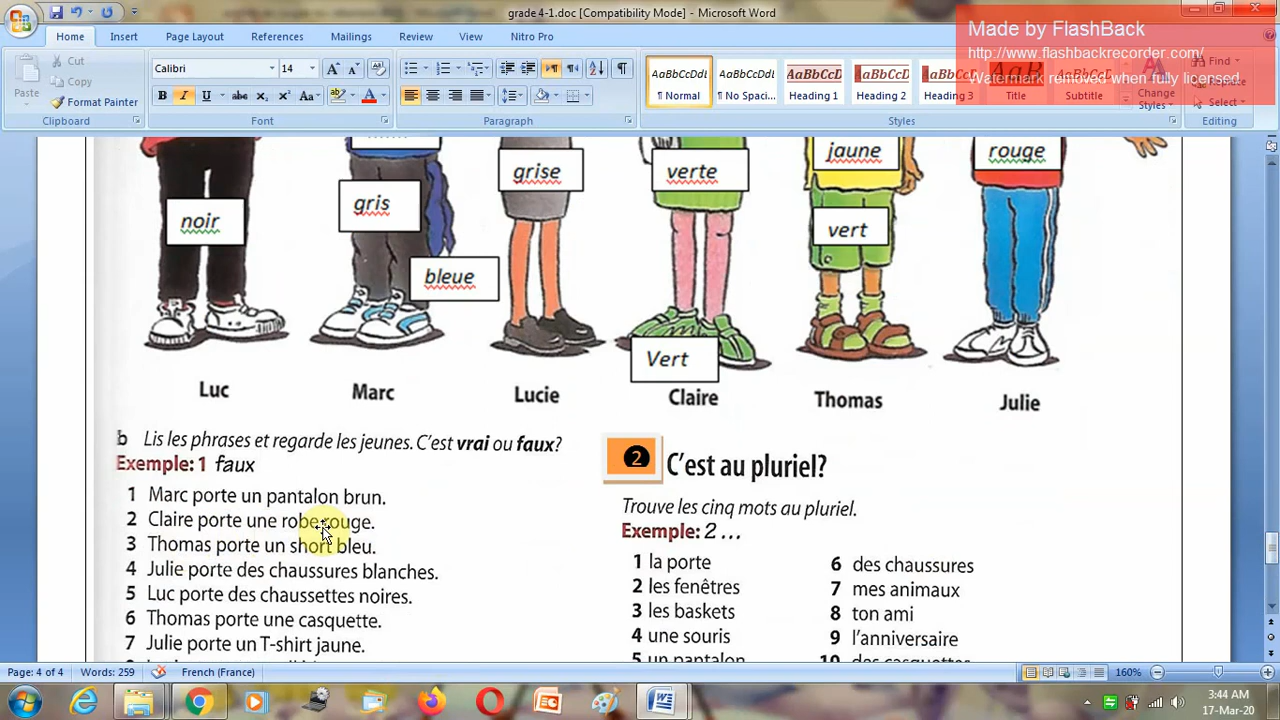 grade 4-1.doc [Compatibility Mode] - Microsoft Word
Made by FlashBack
http://www.flashbackrecorder.com/
Watermark removed when fully licensed
Home Insert Page Layout References Mailings Review View Nitro Pro
Cut
Copy
Paste
Format Painter
Clipboard
Calibri 14
Font
Paragraph
AaBbCcDdI AaBbCcDdI AaBbCcD AaBbCcD AaBbCcD AaB AaBbCcD
¶ Normal ¶ No Spaci... Heading 1 Heading 2 Heading 3 Title Subtitle
Change Styles
Styles
Find
Replace
Select
Editing
grise verte jaune rouge
noir gris vert
bleue
Vert
Luc Marc Lucie Claire Thomas Julie
b Lis les phrases et regarde les jeunes. C'est vrai ou faux?
Exemple: 1 faux
1 Marc porte un pantalon brun.
2 Claire porte une robe rouge.
3 Thomas porte un short bleu.
4 Julie porte des chaussures blanches.
5 Luc porte des chaussettes noires.
6 Thomas porte une casquette.
7 Julie porte un T-shirt jaune.
2 C'est au pluriel?
Trouve les cinq mots au pluriel.
Exemple: 2 ...
1 la porte
2 les fenêtres
3 les baskets
4 une souris
5 un pantalon
6 des chaussures
7 mes animaux
8 ton ami
9 l'anniversaire
10 des casquettes
Page: 4 of 4 Words: 259 French (France) 160%
3:44 AM
17-Mar-20